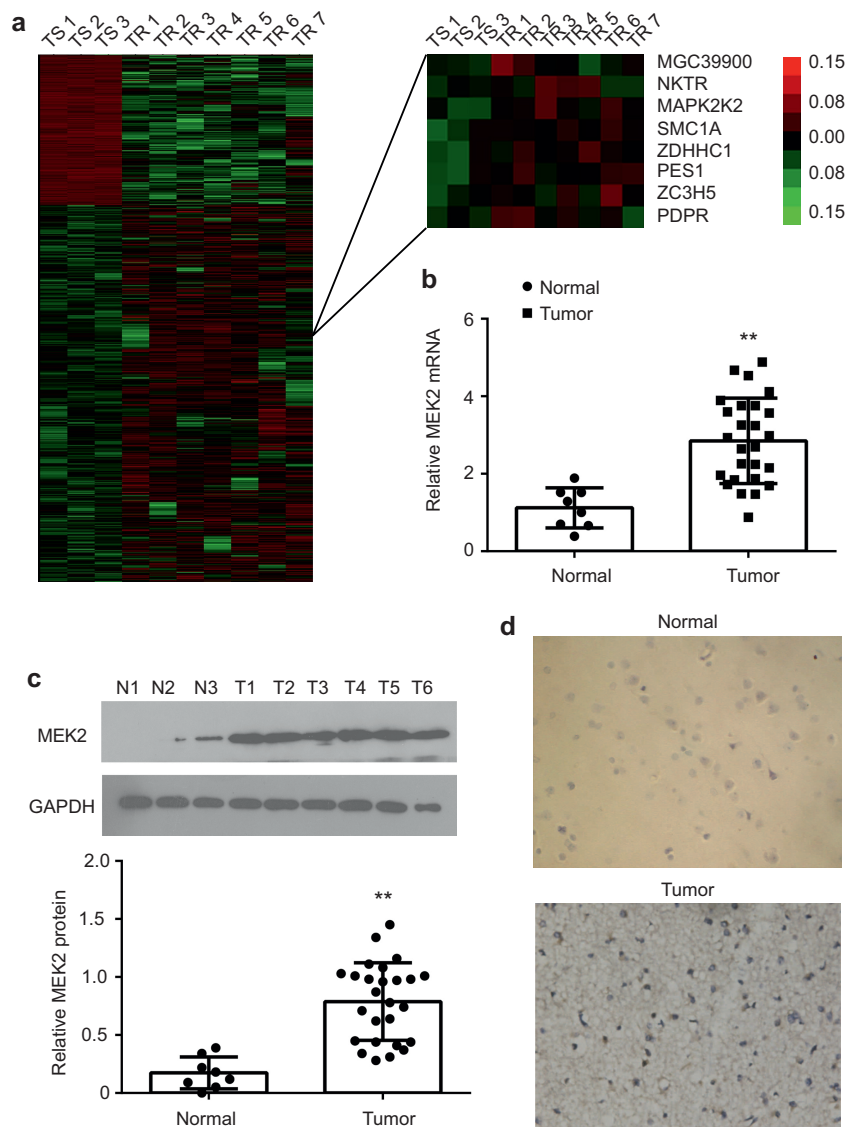 a
TS 1 TS 2 TS 3 TR 1 TR 2 TR 3 TR 4 TR 5 TR 6 TR 7
TS 1 TS 2 TS 3 TR 1 TR 2 TR 3 TR 4 TR 5 TR 6 TR 7
MGC39900
NKTR
MAPK2K2
SMC1A
ZDHHC1
PES1
ZC3H5
PDPR
0.15
0.08
0.00
0.08
0.15
b
Normal
Tumor
Relative MEK2 mRNA
6
4
2
0
**
Normal Tumor
c
N1 N2 N3 T1 T2 T3 T4 T5 T6
MEK2
GAPDH
Relative MEK2 protein
2.0
1.5
1.0
0.5
0
**
Normal Tumor
d
Normal
Tumor